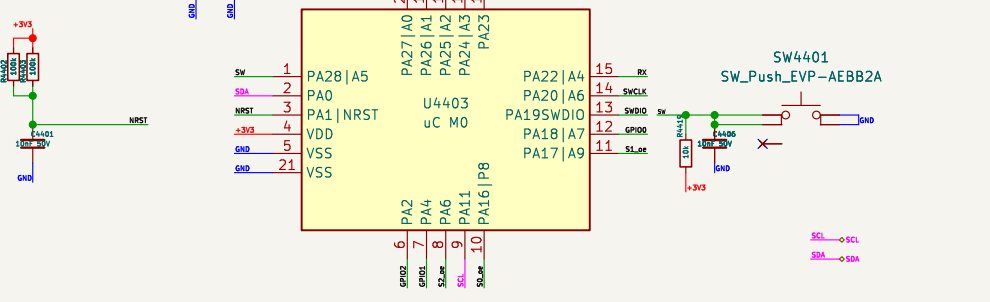 GND
GND
+3V3
R4402
100k
R4403
100k
NRST
C4401
10nF 50V
GND
PA27|A0
PA26|A1
PA25|A2
PA24|A3
PA23
SW
1
PA28|A5
SDA
2
PA0
NRST
3
PA1|NRST
+3V3
4
VDD
GND
5
VSS
GND
21
VSS
U4403
uC M0
PA22|A4
15
RX
PA20|A6
14
SWCLK
PA19SWDIO
13
SWDIO
PA18|A7
12
GPIO0
PA17|A9
11
S1_oe
PA2
6
GPIO2
PA4
7
GPIO1
PA6
8
S2_oe
PA11
9
SCL
PA16|P8
10
S0_oe
SW4401
SW_Push_EVP-AEBB2A
SW
GND
10k
C4406
10nF 50V
GND
+3V3
SCL
SCL
SDA
SDA